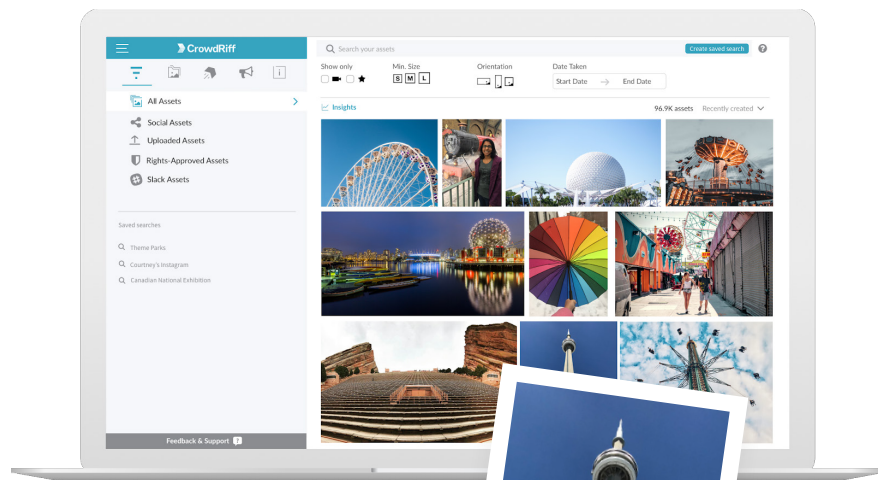 CrowdRiff
Search your assets
Create saved search
?
Show only
Min. Size
Orientation
Date Taken
S M L
Start Date → End Date
All Assets
Insights
96.9K assets
Recently created
Social Assets
Uploaded Assets
Rights-Approved Assets
Slack Assets
Saved searches
Theme Parks
Courtney's Instagram
Canadian National Exhibition
Feedback & Support ?